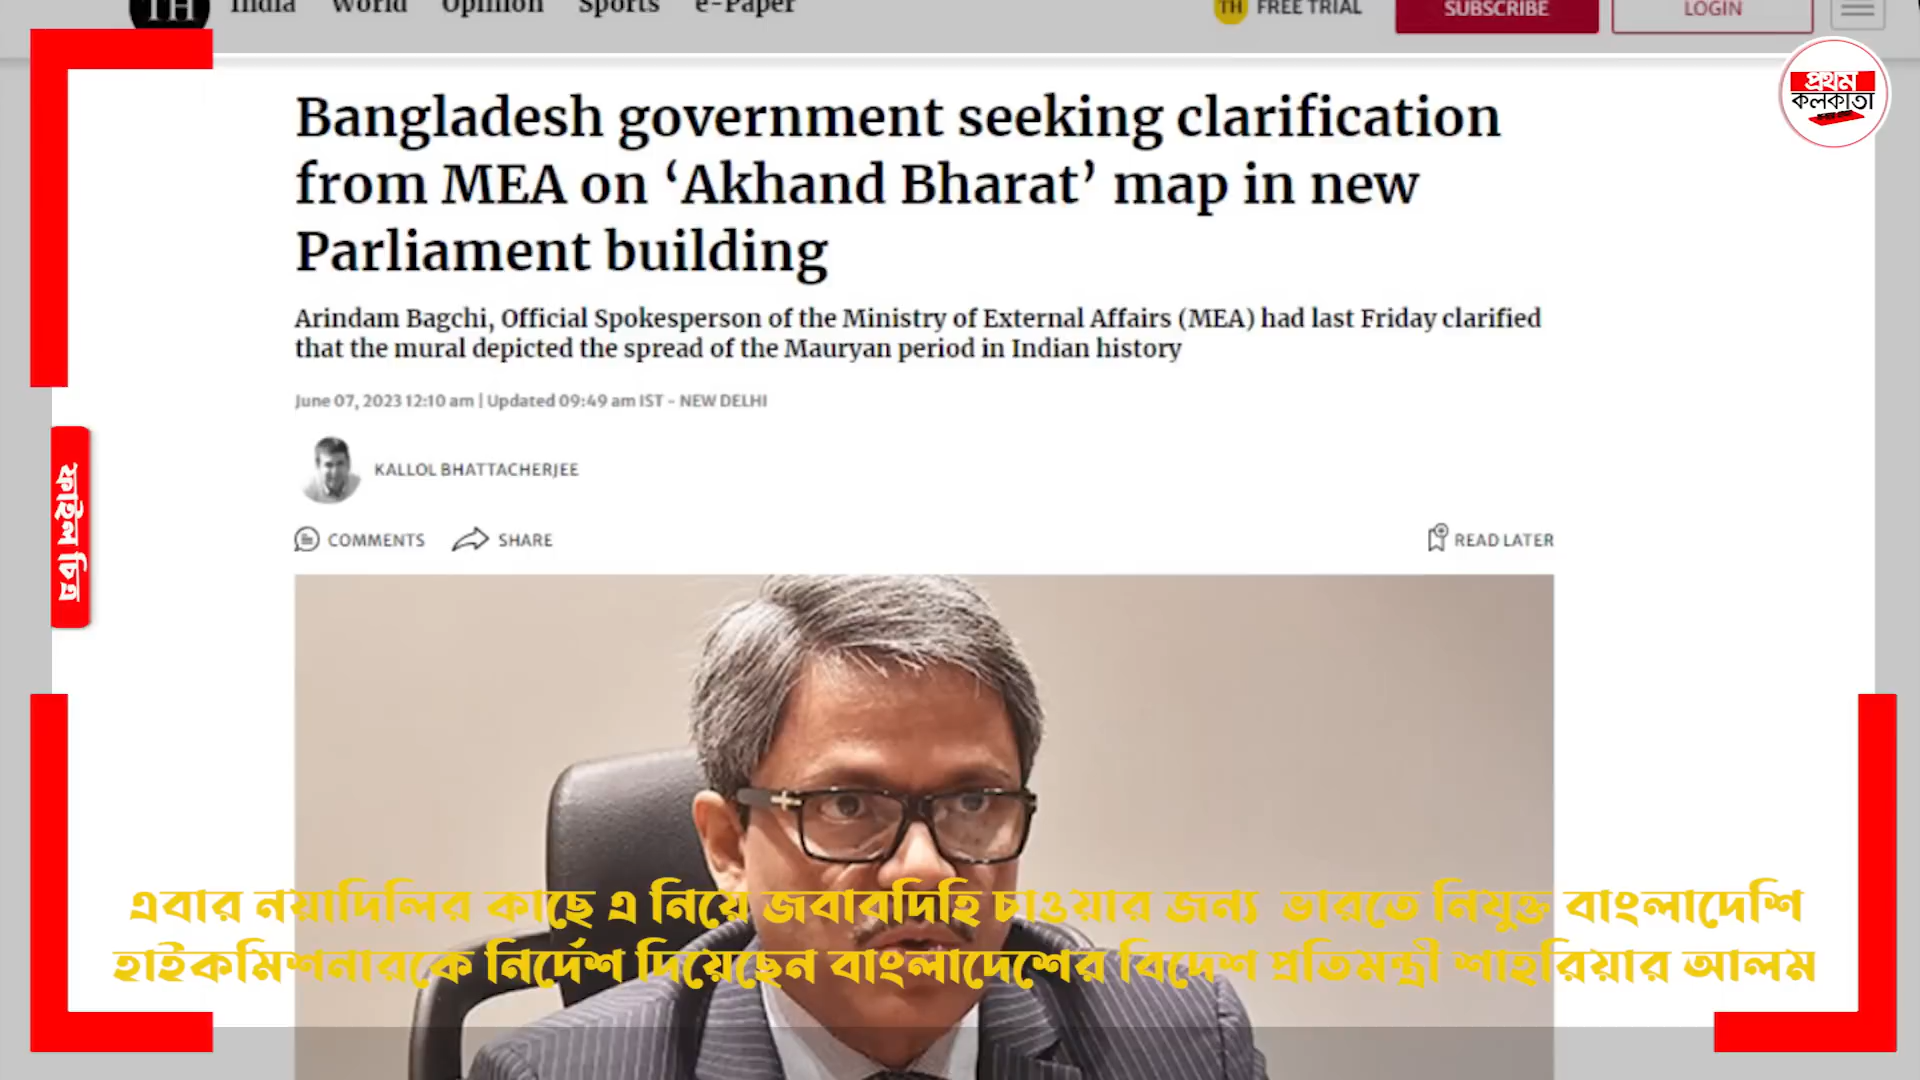 TH India World Opinion Sports e-Paper TH FREE TRIAL SUBSCRIBE LOGIN
প্রথম
কলকাতা
Bangladesh government seeking clarification
from MEA on ‘Akhand Bharat’ map in new
Parliament building
Arindam Bagchi, Official Spokesperson of the Ministry of External Affairs (MEA) had last Friday clarified
that the mural depicted the spread of the Mauryan period in Indian history
June 07, 2023 12:10 am | Updated 09:49 am IST - NEW DELHI
KALLOL BHATTACHERJEE
ফাইল চিত্র
COMMENTS SHARE READ LATER
এবার নয়াদিলির কাছে এ নিয়ে জবাবদিহি চাওয়ার জন্য ভারতে নিযুক্ত বাংলাদেশি
হাইকমিশনারকে নির্দেশ দিয়েছেন বাংলাদেশের বিদেশ প্রতিমন্ত্রী শাহরিয়ার আলম